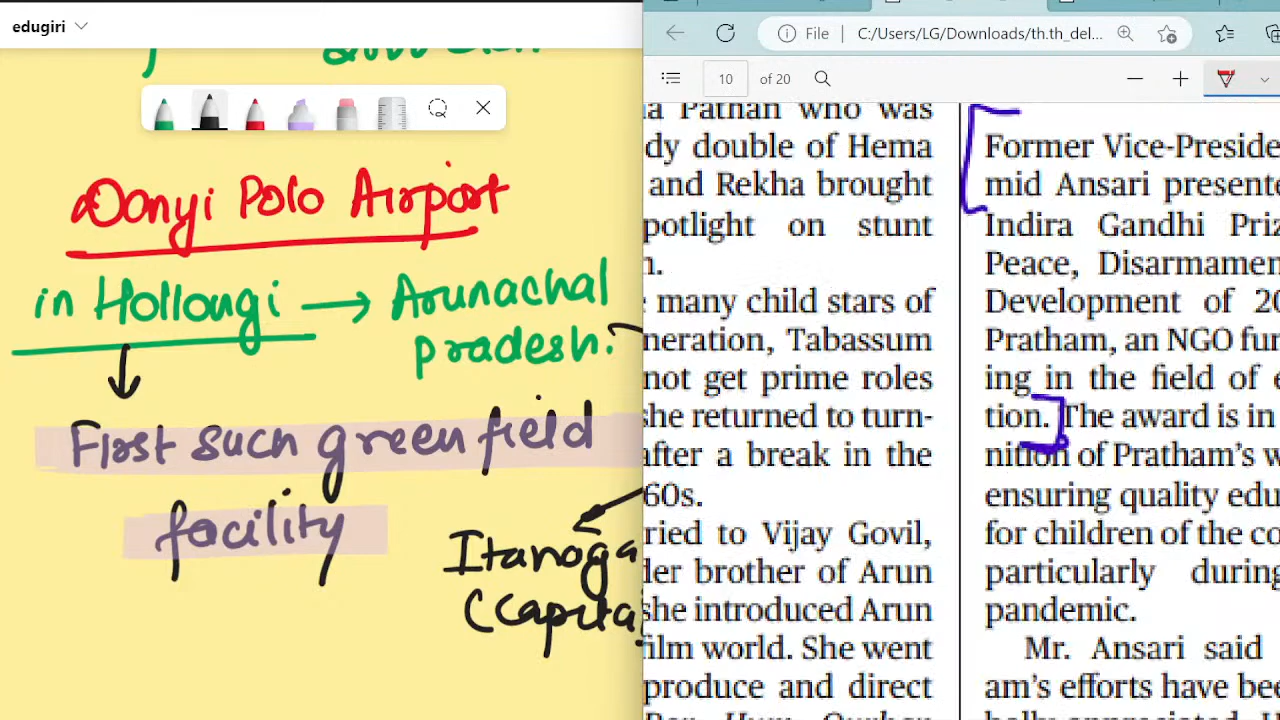 edugiri
Donyi Polo Airport
in Hollongi → Arunachal
pradesh.
First such green field
facility
Itanaga
(Capita
File C:/Users/LG/Downloads/th.th_del...
10 of 20
na Pathan who was
dy double of Hema
and Rekha brought
potlight on stunt
n.
many child stars of
neration, Tabassum
not get prime roles
she returned to turn-
after a break in the
60s.
ried to Vijay Govil,
der brother of Arun
she introduced Arun
film world. She went
produce and direct
Former Vice-Preside
mid Ansari presente
Indira Gandhi Priz
Peace, Disarmamen
Development of 20
Pratham, an NGO fun
ing in the field of e
tion. The award is in
nition of Pratham's w
ensuring quality edu
for children of the co
particularly during
pandemic.
Mr. Ansari said
am's efforts have bee